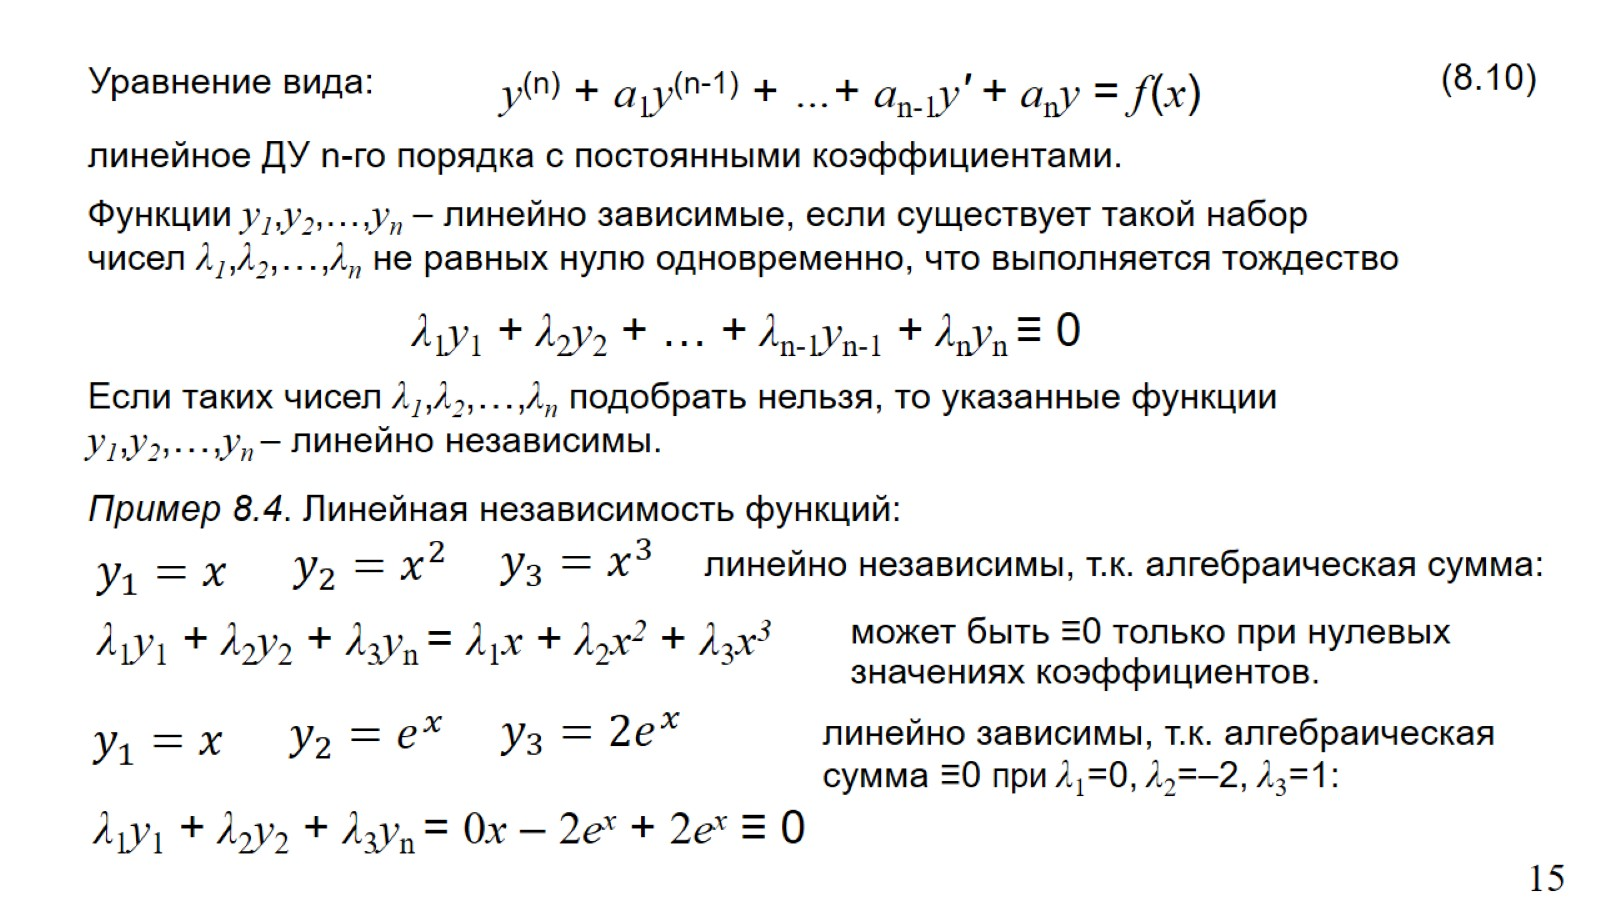 Уравнение вида: y⁽ⁿ⁾ + a₁y⁽ⁿ⁻¹⁾ + …+ aₙ₋₁y′ + aₙy = f(x) (8.10)
линейное ДУ n-го порядка с постоянными коэффициентами.
Функции y₁,y₂,…,yₙ – линейно зависимые, если существует такой набор
чисел λ₁,λ₂,…,λₙ не равных нулю одновременно, что выполняется тождество
λ₁y₁ + λ₂y₂ + … + λₙ₋₁yₙ₋₁ + λₙyₙ ≡ 0
Если таких чисел λ₁,λ₂,…,λₙ подобрать нельзя, то указанные функции
y₁,y₂,…,yₙ – линейно независимы.
Пример 8.4. Линейная независимость функций:
y₁ = x y₂ = x² y₃ = x³ линейно независимы, т.к. алгебраическая сумма:
λ₁y₁ + λ₂y₂ + λ₃yₙ = λ₁x + λ₂x² + λ₃x³ может быть ≡0 только при нулевых
значениях коэффициентов.
y₁ = x y₂ = eˣ y₃ = 2eˣ линейно зависимы, т.к. алгебраическая
сумма ≡0 при λ₁=0, λ₂=–2, λ₃=1:
λ₁y₁ + λ₂y₂ + λ₃yₙ = 0x – 2eˣ + 2eˣ ≡ 0
15